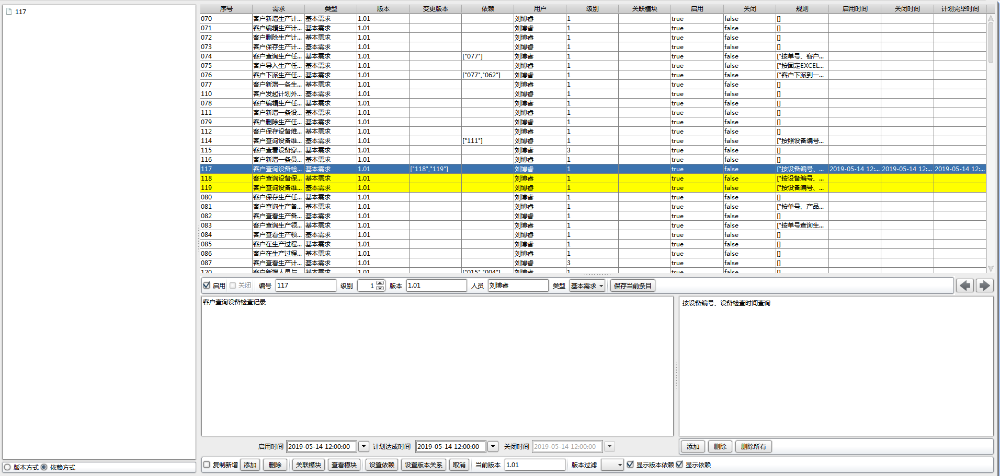 117
序号 需求 类型 版本 变更版本 依赖 用户 级别 关联模块 启用 关闭 规则 启用时间 关闭时间 计划完毕时间
070 客户新增生产计... 基本需求 1.01 刘博睿 1 true false []
071 客户编辑生产计... 基本需求 1.01 刘博睿 1 true false []
072 客户删除生产计... 基本需求 1.01 刘博睿 1 true false []
073 客户保存生产计... 基本需求 1.01 刘博睿 1 true false []
074 客户查询生产任... 基本需求 1.01 ["077"] 刘博睿 1 true false ["按单号、客户...
075 客户导入生产任... 基本需求 1.01 刘博睿 1 true false ["按固定EXCEL...
076 客户下派生产任... 基本需求 1.01 ["077","062"] 刘博睿 1 true false ["客户下派到一...
077 客户新增一条生... 基本需求 1.01 刘博睿 1 true false []
110 客户发起计划外... 基本需求 1.01 刘博睿 1 true false []
078 客户编辑生产任... 基本需求 1.01 刘博睿 1 true false []
111 客户新增一条设... 基本需求 1.01 刘博睿 1 true false []
079 客户删除生产任... 基本需求 1.01 刘博睿 1 true false []
112 客户保存设备维... 基本需求 1.01 刘博睿 1 true false []
114 客户查询设备维... 基本需求 1.01 ["111"] 刘博睿 1 true false ["按照设备编号...
115 客户查看设备穿... 基本需求 1.01 刘博睿 3 true false []
116 客户新增一条员... 基本需求 1.01 刘博睿 1 true false []
117 客户查询设备检... 基本需求 1.01 ["118","119"] 刘博睿 1 true false ["按设备编号、... 2019-05-14 12:... 2019-05-14 12:... 2019-05-14 12:...
118 客户查询设备保... 基本需求 1.01 刘博睿 1 true false ["按设备编号、...
119 客户查询设备维... 基本需求 1.01 刘博睿 1 true false ["按设备编号、...
080 客户保存生产任... 基本需求 1.01 刘博睿 1 true false []
081 客户查询生产备... 基本需求 1.01 刘博睿 1 true false ["按单号、产品...
082 客户查看生产备... 基本需求 1.01 刘博睿 1 true false []
083 客户查询生产领... 基本需求 1.01 刘博睿 1 true false ["按单号查询生...
084 客户查看生产领... 基本需求 1.01 刘博睿 1 true false []
085 客户在生产过程... 基本需求 1.01 刘博睿 1 true false []
086 客户在生产过程... 基本需求 1.01 刘博睿 1 true false []
087 客户查看生产计... 基本需求 1.01 刘博睿 3 true false []
120 客户新增人员与... 基本需求 1.01 ["015","004"] 刘博睿 1 true false []
启用 关闭 编号 117 级别 1 版本 1.01 人员 刘博睿 类型 基本需求 保存当前条目
客户查询设备检查记录
按设备编号、设备检查时间查询
启用时间 2019-05-14 12:00:00 计划达成时间 2019-05-14 12:00:00 关闭时间 2019-05-14 12:00:00
添加 删除 删除所有
版本方式 依赖方式
复制新增 添加 删除 关联模块 查看模块 设置依赖 设置版本关系 取消 当前版本 1.01 版本过滤 显示版本依赖 显示依赖